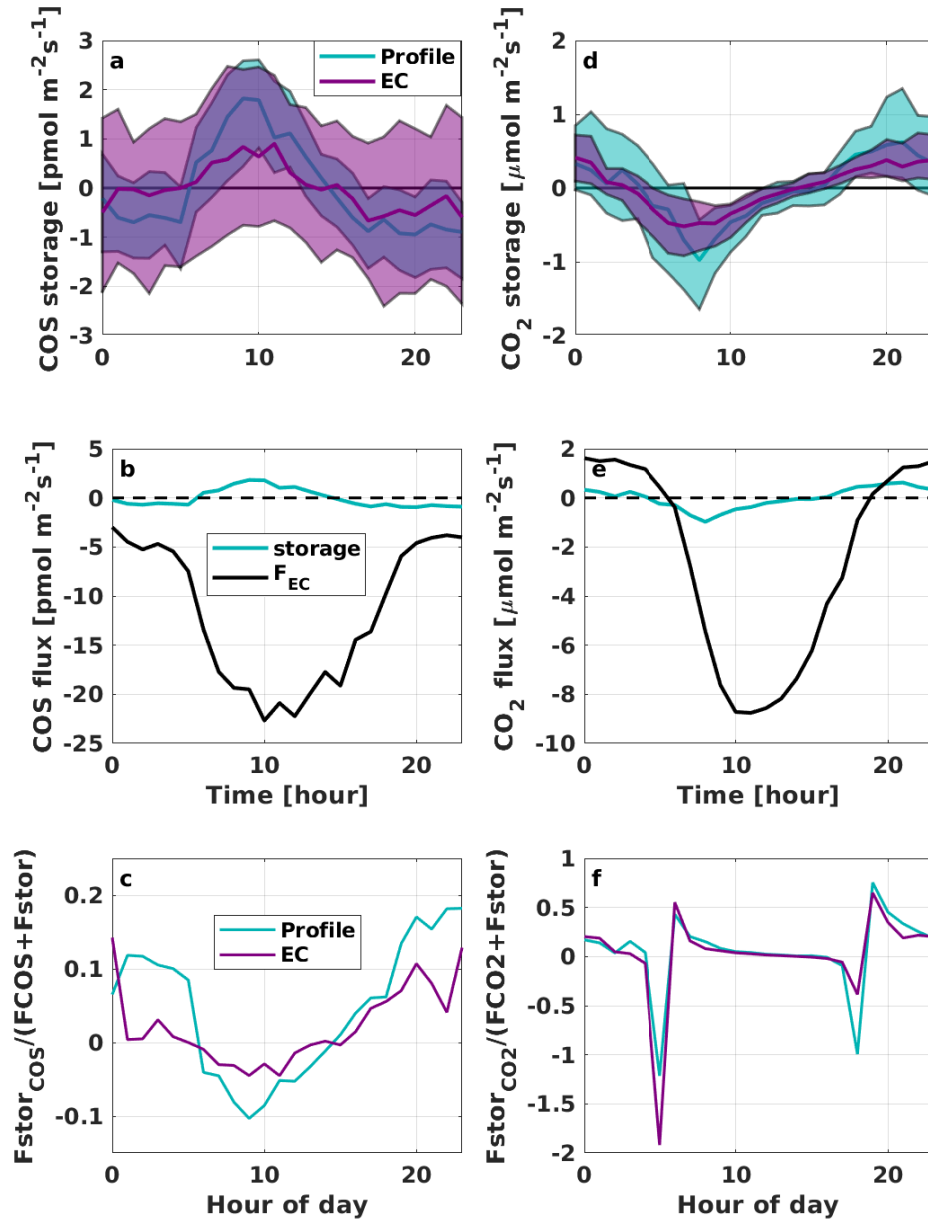 a
COS storage [pmol m⁻²s⁻¹]
3
2
1
0
-1
-2
-3
0
10
20
Profile
EC
d
CO₂ storage [μmol m⁻²s⁻¹]
2
1
0
-1
-2
0
10
20
b
COS flux [pmol m⁻²s⁻¹]
5
0
-5
-10
-15
-20
-25
0
10
20
Time [hour]
storage
F_EC
e
CO₂ flux [μmol m⁻²s⁻¹]
2
0
-2
-4
-6
-8
-10
0
10
20
Time [hour]
c
Fstor_COS/(FCOS+Fstor)
0.2
0.1
0
-0.1
0
10
20
Hour of day
Profile
EC
f
Fstor_CO2/(FCO2+Fstor)
1
0.5
0
-0.5
-1
-1.5
-2
0
10
20
Hour of day